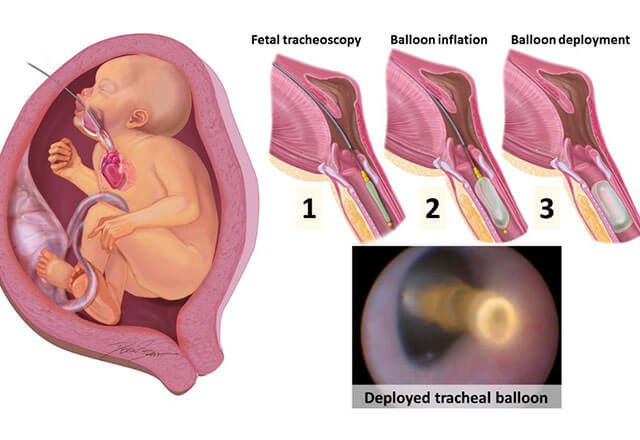 Fetal tracheoscopy
Balloon inflation
Balloon deployment
1
2
3
Deployed tracheal balloon